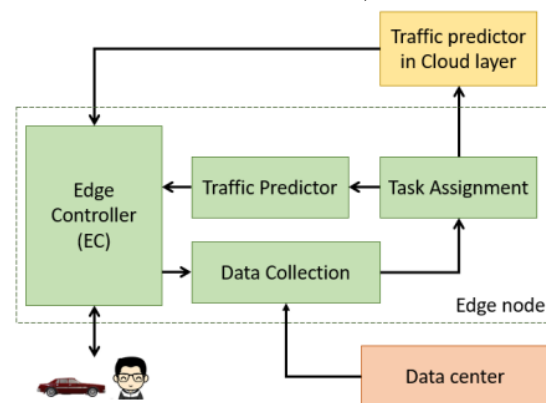 Traffic predictor
in Cloud layer
Edge
Controller
(EC)
Traffic Predictor
Task Assignment
Data Collection
Edge node
Data center